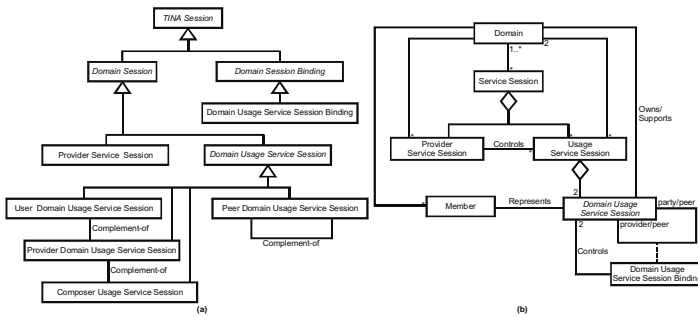 TINA Session
Domain Session
Domain Session Binding
Domain Usage Service Session Binding
Provider Service Session
Domain Usage Service Session
User Domain Usage Service Session
Peer Domain Usage Service Session
Complement-of
Complement-of
Provider Domain Usage Service Session
Complement-of
Composer Usage Service Session
(a)
Domain
1..*
2
*
Service Session
Owns/
Supports
*
*
*
Provider
Service Session
Controls
*
Usage
Service Session
2
*
Member
Represents
Domain Usage
Service Session
party/peer
provider/peer
2
Controls
Domain Usage
Service Session Binding
(b)